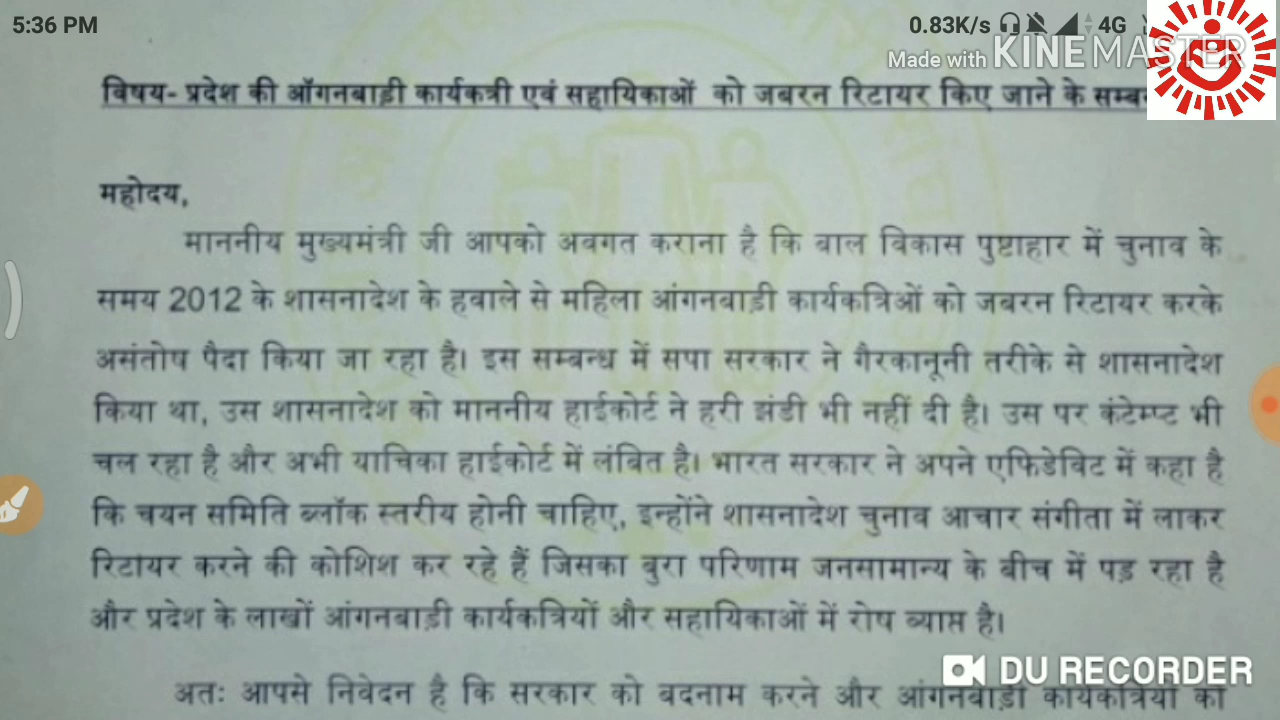 5:36 PM 0.83K/s 4G
Made with KINEMASTER
विषय- प्रदेश की ऑगनबाड़ी कार्यकत्री एवं सहायिकाओं को जबरन रिटायर किए जाने के
महोदय,
माननीय मुख्यमंत्री जी आपको अवगत कराना है कि बाल विकास पुष्टाहार में चुनाव के
समय 2012 के शासनादेश के हवाले से महिला आंगनबाड़ी कार्यकत्रिओं को जबरन रिटायर करके
असंतोष पैदा किया जा रहा है। इस सम्बन्ध में सपा सरकार ने गैरकानूनी तरीके से शासनादेश
किया था, उस शासनादेश को माननीय हाईकोर्ट ने हरी झंडी भी नहीं दी है। उस पर कंटेम्प्ट भी
चल रहा है और अभी याचिका हाईकोर्ट में लंबित है। भारत सरकार ने अपने एफिडेविट में कहा है
कि चयन समिति ब्लॉक स्तरीय होनी चाहिए, इन्होंने शासनादेश चुनाव आचार संगीता में लाकर
रिटायर करने की कोशिश कर रहे हैं जिसका बुरा परिणाम जनसामान्य के बीच में पड़ रहा है
और प्रदेश के लाखों आंगनबाड़ी कार्यकत्रियों और सहायिकाओं में रोष व्याप्त है।
DU RECORDER
अतः आपसे निवेदन है कि सरकार को बदनाम करने और आंगनबाड़ी कार्यकत्रियों को